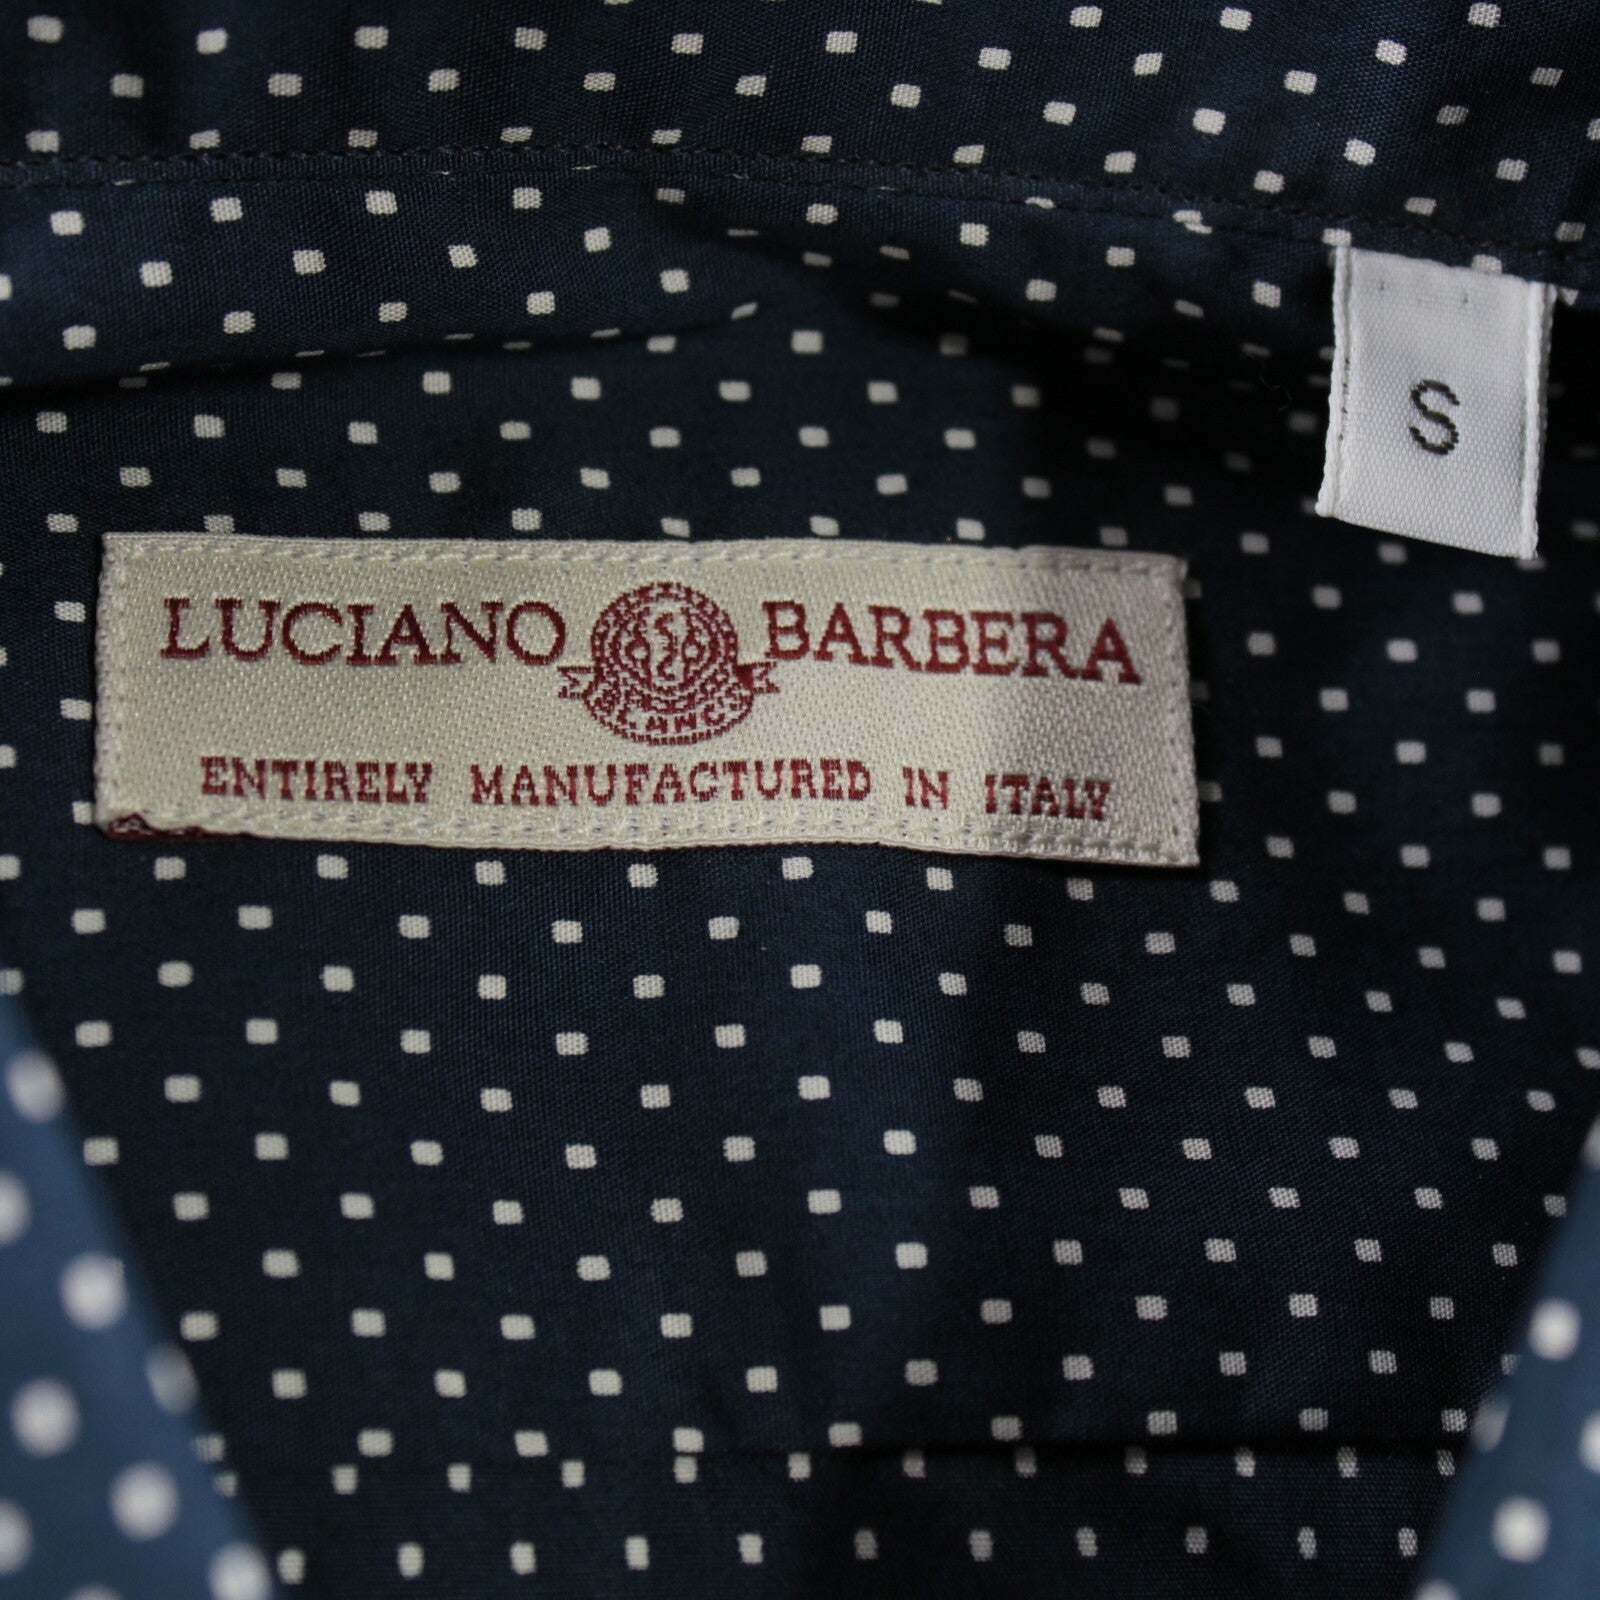 S
LUCIANO BARBERA
ENTIRELY MANUFACTURED IN ITALY